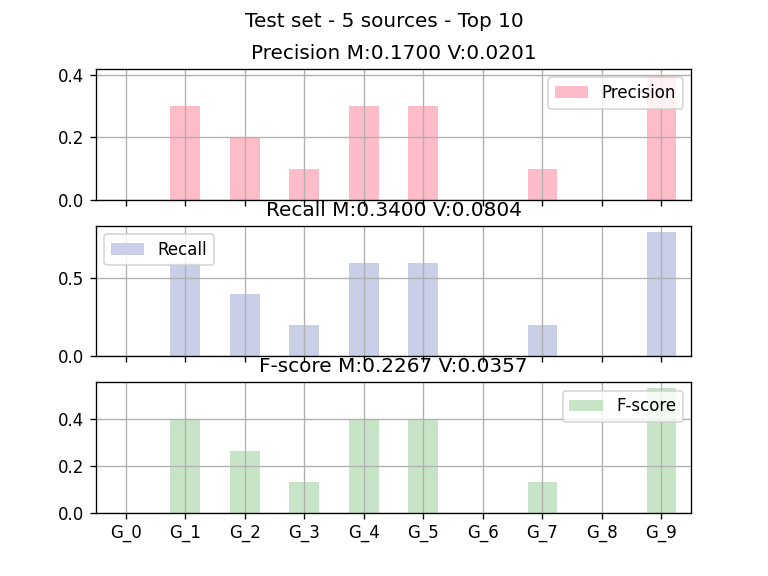 Test set - 5 sources - Top 10
Precision M:0.1700 V:0.0201
0.4
Precision
0.2
0.0
Recall M:0.3400 V:0.0804
Recall
0.5
0.0
F-score M:0.2267 V:0.0357
F-score
0.4
0.2
0.0
G_0 G_1 G_2 G_3 G_4 G_5 G_6 G_7 G_8 G_9